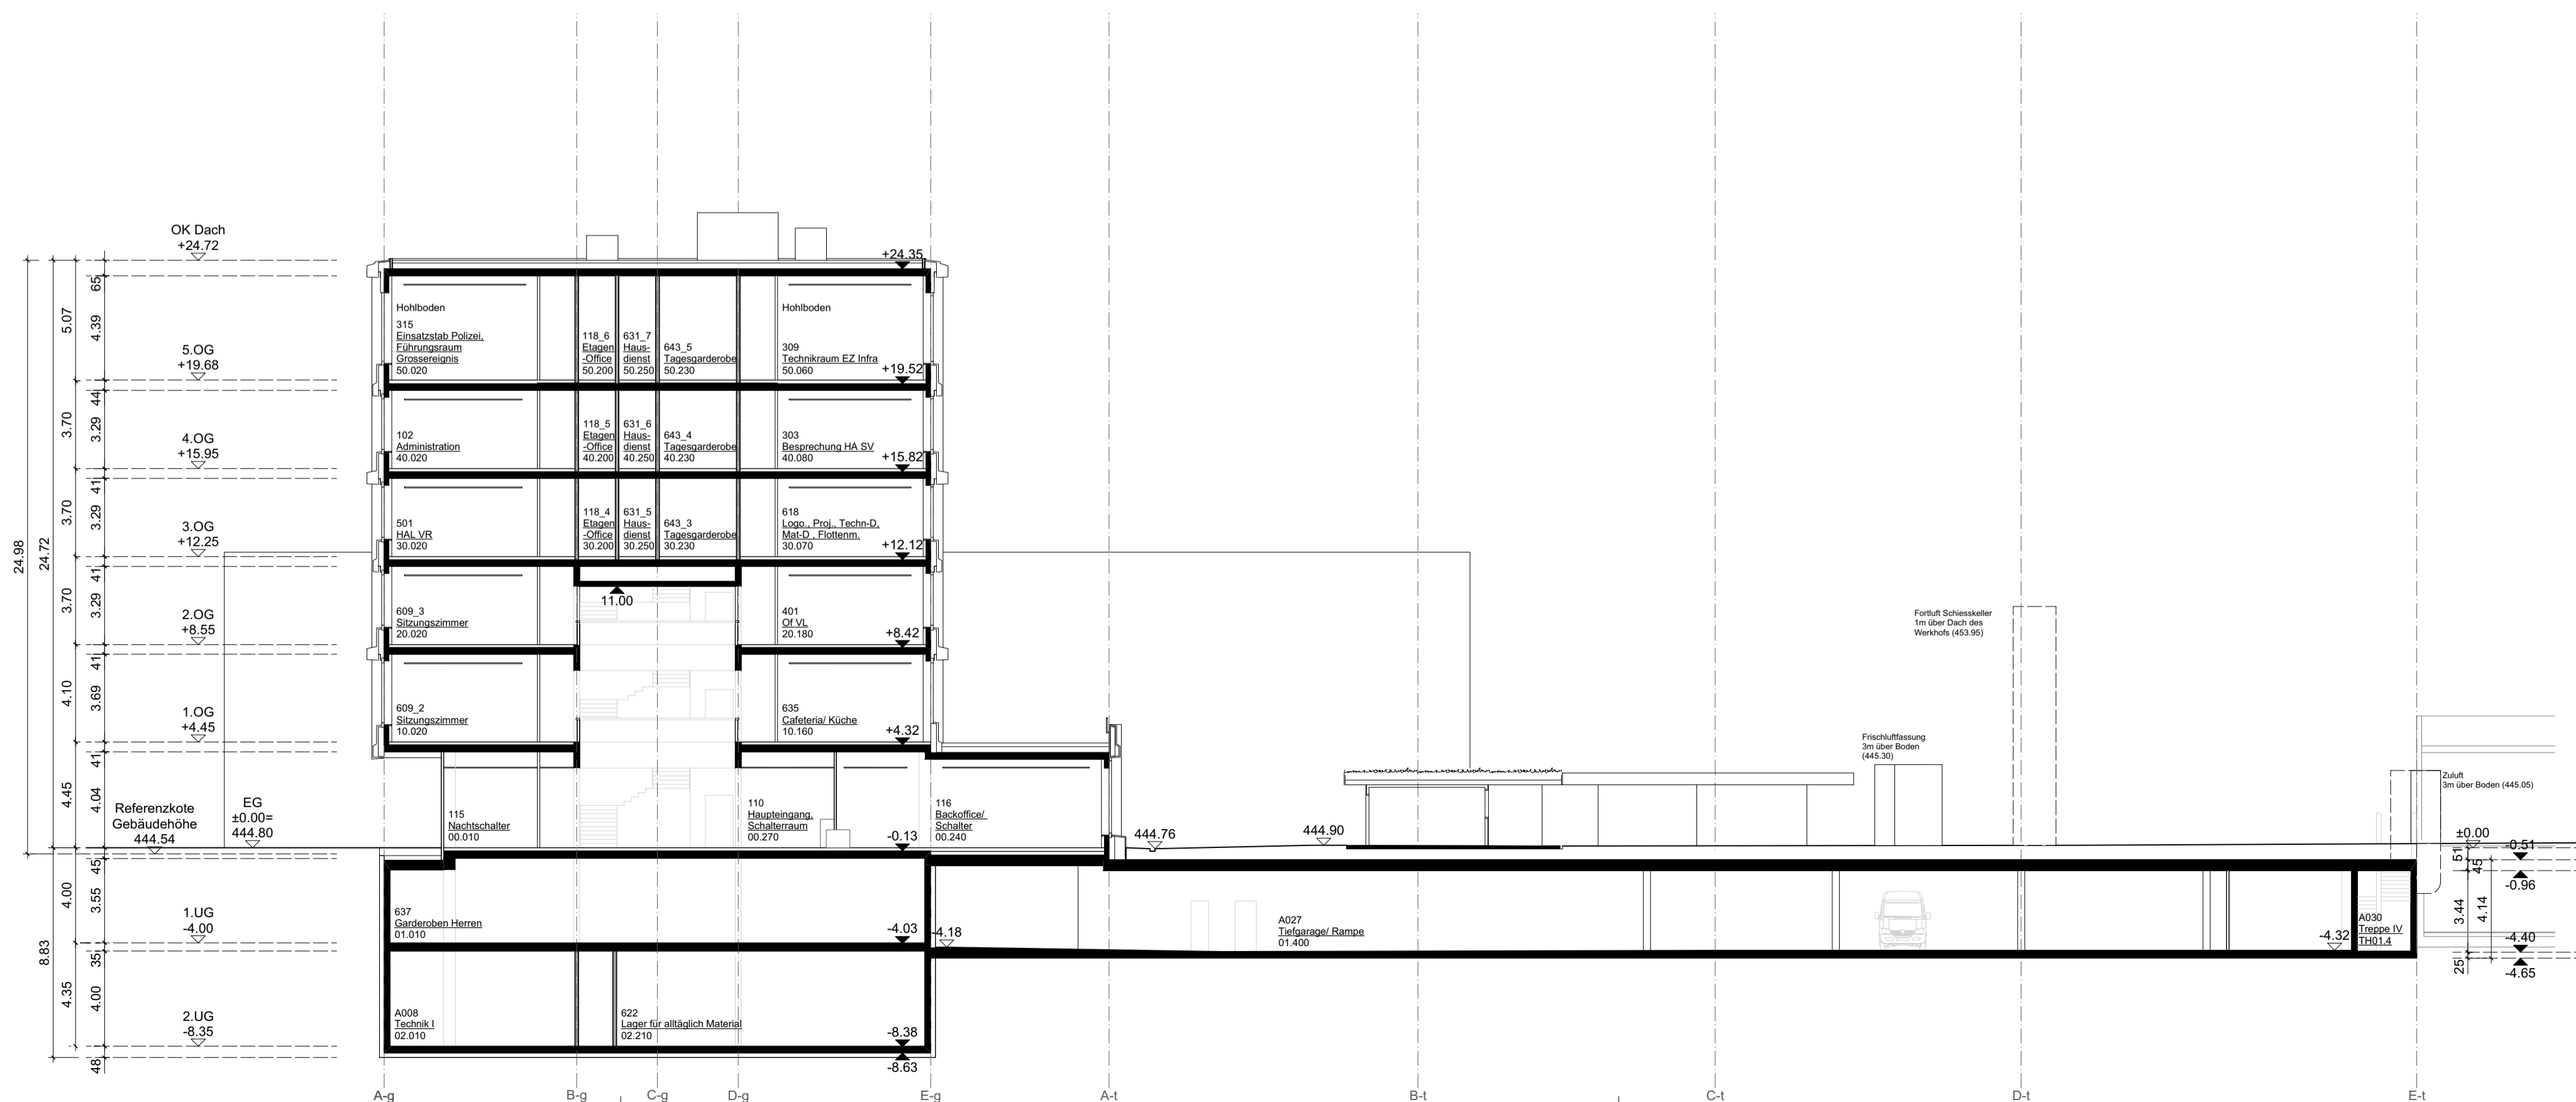 OK Dach
+24.72
5.OG
+19.68
4.OG
+15.95
3.OG
+12.25
2.OG
+8.55
1.OG
+4.45
Referenzkote
Gebäudehöhe
444.54
EG
±0.00=
444.80
1.UG
-4.00
2.UG
-8.35
24.98
24.72
8.83
5.07
3.70
3.70
3.70
4.10
4.45
4.00
4.35
65
4.39
44
3.29
41
3.29
41
3.29
41
3.69
41
4.04
45
3.55
35
4.00
48
+24.35
Hohlboden
315
Einsatzstab Polizei,
Führungsraum
Grossereignis
50.020
118_6
Etagen
-Office
50.200
631_7
Haus-
dienst
50.250
643_5
Tagesgarderobe
50.230
Hohlboden
309
Technikraum EZ Infra
50.060
+19.52
102
Administration
40.020
118_5
Etagen
-Office
40.200
631_6
Haus-
dienst
40.250
643_4
Tagesgarderobe
40.230
303
Besprechung HA SV
40.080
+15.82
501
HAL VR
30.020
118_4
Etagen
-Office
30.200
631_5
Haus-
dienst
30.250
643_3
Tagesgarderobe
30.230
618
Logo., Proj., Techn-D,
Mat-D , Flottenm.
30.070
+12.12
11.00
609_3
Sitzungszimmer
20.020
401
Of VL
20.180
+8.42
609_2
Sitzungszimmer
10.020
635
Cafeteria/ Küche
10.160
+4.32
115
Nachtschalter
00.010
110
Haupteingang,
Schalterraum
00.270
116
Backoffice/
Schalter
00.240
-0.13
637
Garderoben Herren
01.010
-4.03
-4.18
A008
Technik I
02.010
622
Lager für alltäglich Material
02.210
-8.38
-8.63
444.76
444.90
A027
Tiefgarage/ Rampe
01.400
Frischluftfassung
3m über Boden
(445.30)
Fortluft Schiesskeller
1m über Dach des
Werkhofs (453.95)
Zuluft
3m über Boden (445.05)
A030
Treppe IV
TH01.4
-4.32
±0.00
-0.51
-0.96
-4.40
-4.65
51
45
3.44
4.14
25
A-g
B-g
C-g
D-g
E-g
A-t
B-t
C-t
D-t
E-t